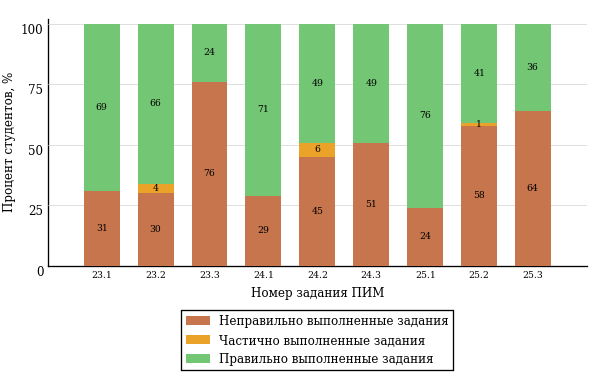 Процент студентов, %
100
75
50
25
0
69 66 24 71 49 49 76 41 36
4 6 1
31 30 76 29 45 51 24 58 64
23.1 23.2 23.3 24.1 24.2 24.3 25.1 25.2 25.3
Номер задания ПИМ
Неправильно выполненные задания
Частично выполненные задания
Правильно выполненные задания